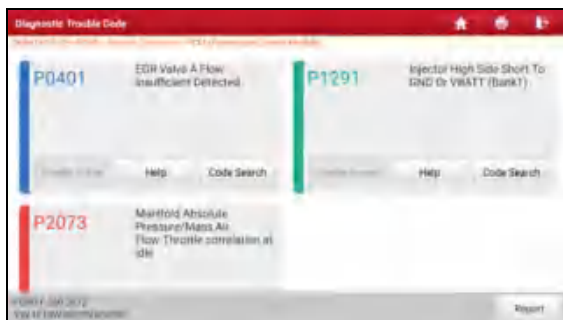 Diagnostic Trouble Code
P0401
EGR Valve A Flow
Insufficient Detected
P1291
Injector High Side Short To
GND Or VBATT (Bank1)
Help
Code Search
Help
Code Search
P2073
Manifold Absolute
Pressure/Mass Air
Flow Throttle correlation at
idle
Report